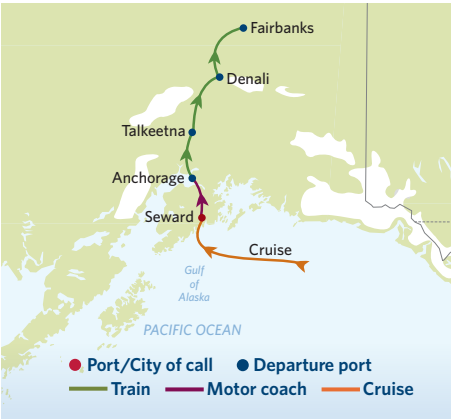 Fairbanks
Denali
Talkeetna
Anchorage
Seward
Cruise
Gulf
of
Alaska
PACIFIC OCEAN
Port/City of call Departure port
Train Motor coach Cruise